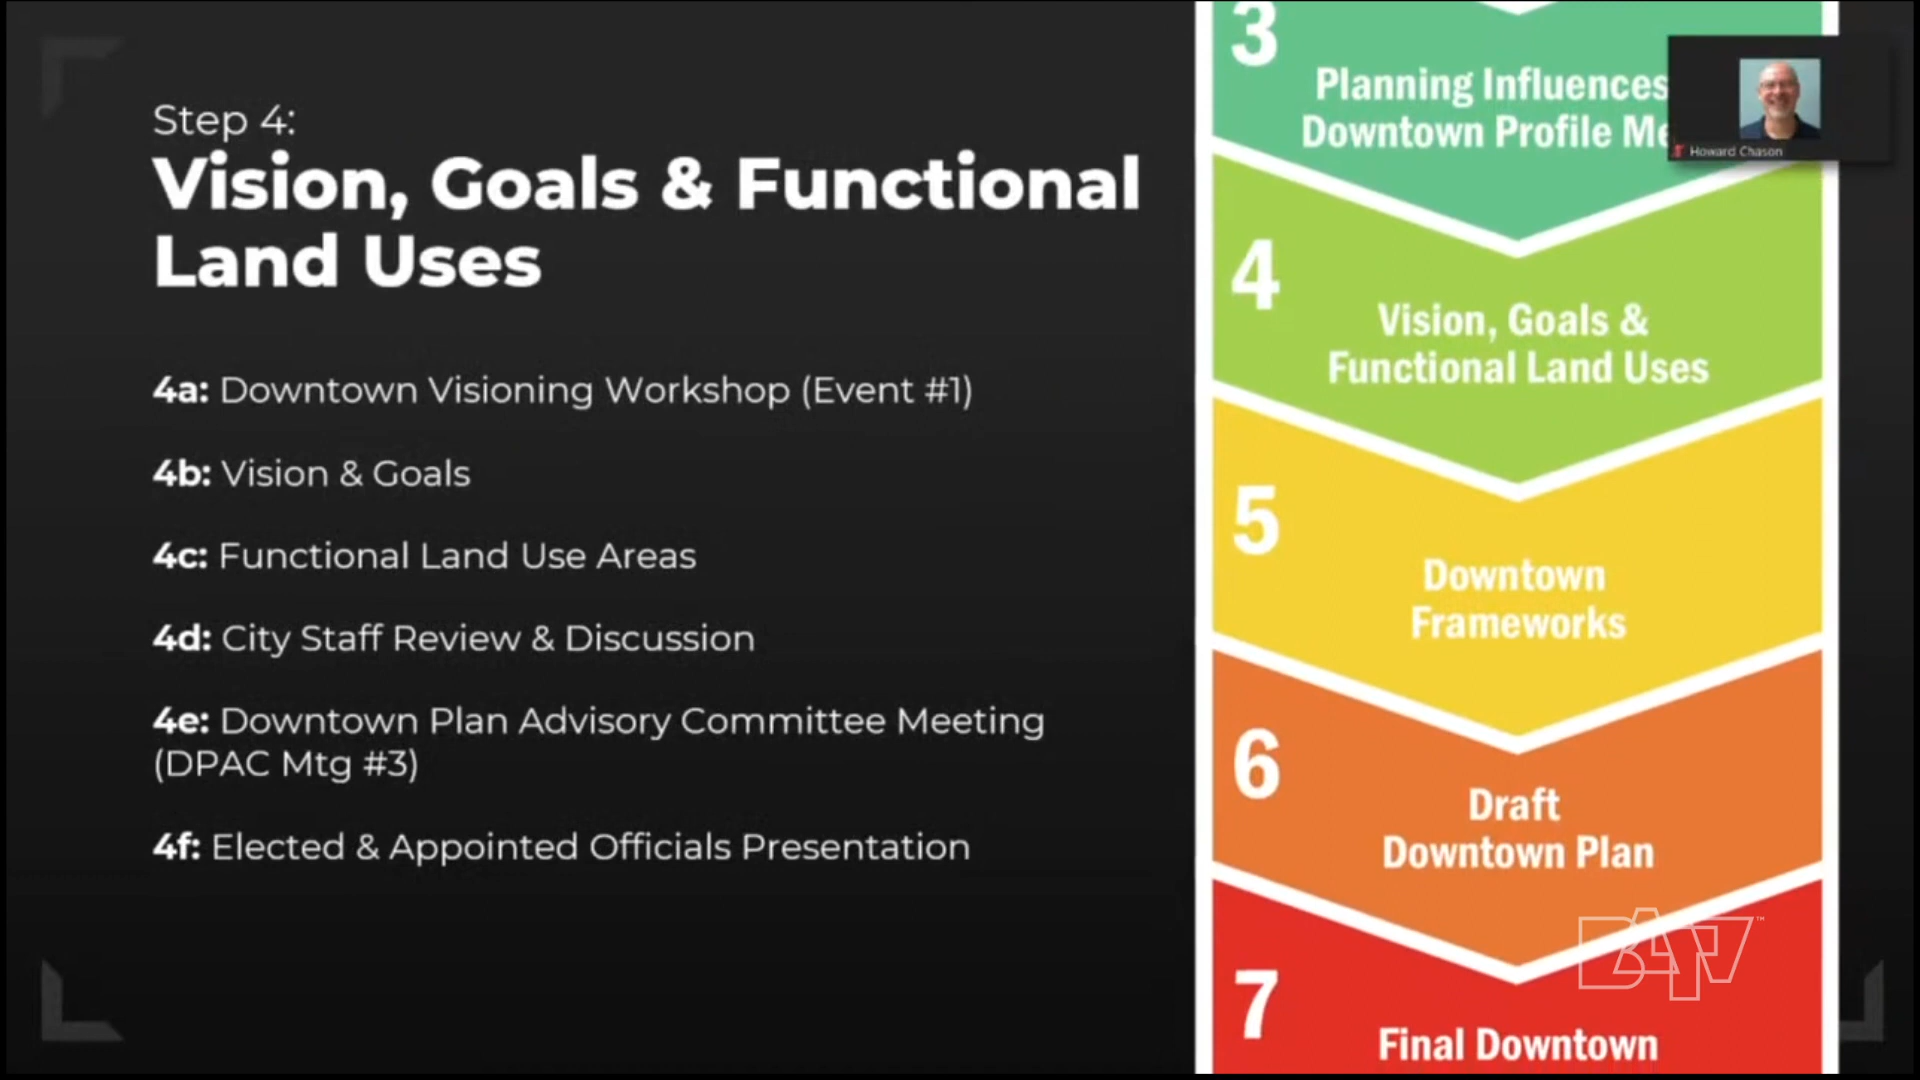 Step 4:
Vision, Goals & Functional
Land Uses
4a: Downtown Visioning Workshop (Event #1)
4b: Vision & Goals
4c: Functional Land Use Areas
4d: City Staff Review & Discussion
4e: Downtown Plan Advisory Committee Meeting
(DPAC Mtg #3)
4f: Elected & Appointed Officials Presentation
3
Planning Influences
Downtown Profile
Howard Chason
4
Vision, Goals &
Functional Land Uses
5
Downtown
Frameworks
6
Draft
Downtown Plan
BATV™
7
Final Downtown